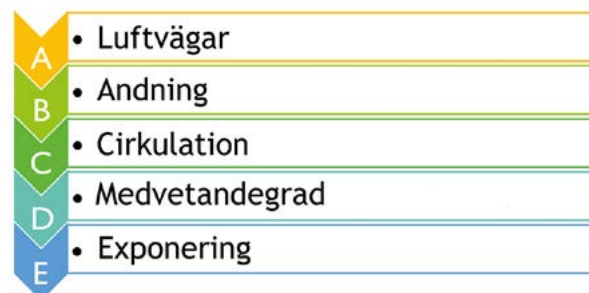 A • Luftvägar
B • Andning
C • Cirkulation
D • Medvetandegrad
E • Exponering